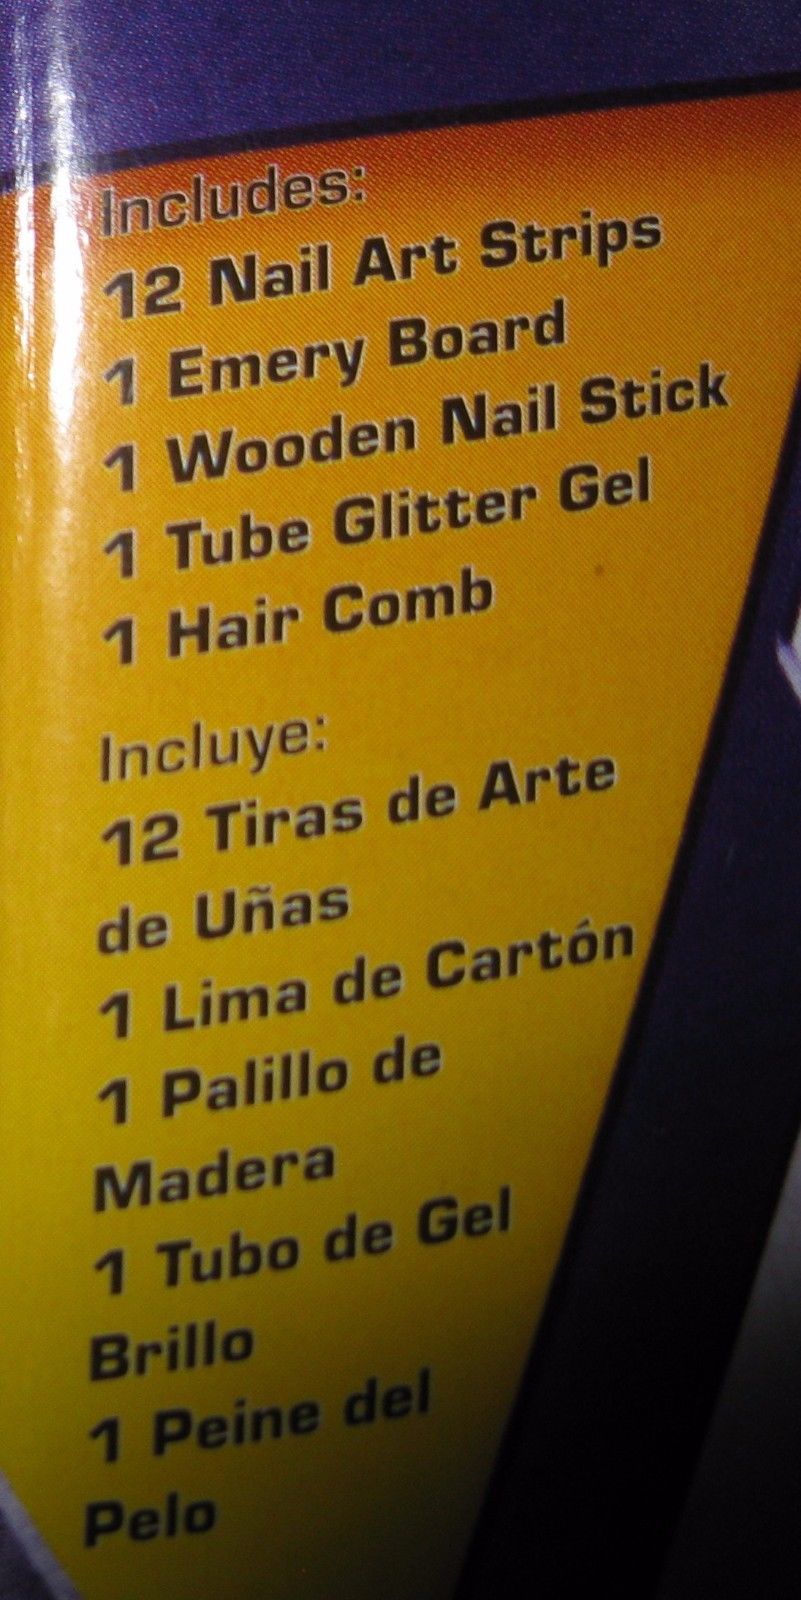 Includes:
12 Nail Art Strips
1 Emery Board
1 Wooden Nail Stick
1 Tube Glitter Gel
1 Hair Comb
Incluye:
12 Tiras de Arte
de Uñas
1 Lima de Cartón
1 Palillo de
Madera
1 Tubo de Gel
Brillo
1 Peine del
Pelo